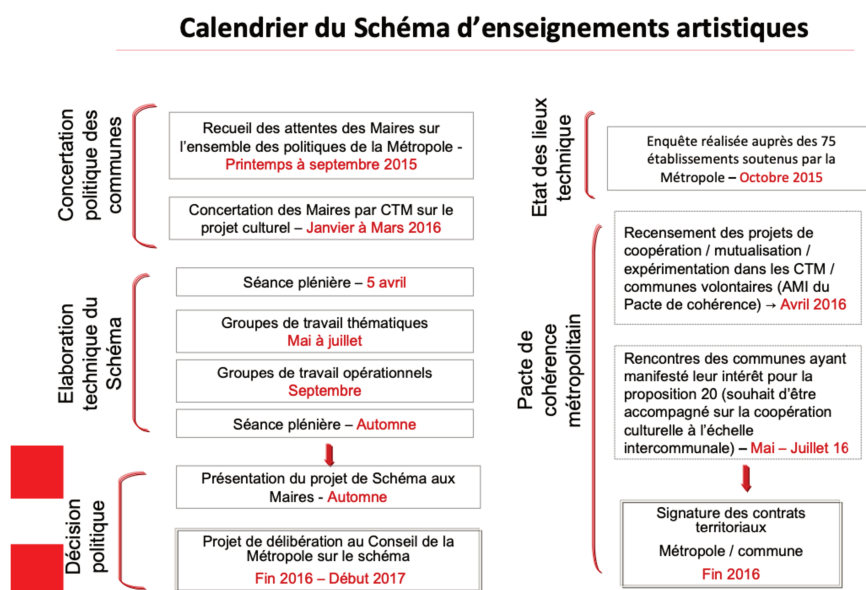 Calendrier du Schéma d’enseignements artistiques
Concertation
politique des
communes
Recueil des attentes des Maires sur
l’ensemble des politiques de la Métropole -
Printemps à septembre 2015
Concertation des Maires par CTM sur le
projet culturel – Janvier à Mars 2016
Elaboration
technique du
Schéma
Séance plénière – 5 avril
Groupes de travail thématiques
Mai à juillet
Groupes de travail opérationnels
Septembre
Séance plénière – Automne
Décision
politique
Présentation du projet de Schéma aux
Maires - Automne
Projet de délibération au Conseil de la
Métropole sur le schéma
Fin 2016 – Début 2017
Etat des lieux
technique
Enquête réalisée auprès des 75
établissements soutenus par la
Métropole – Octobre 2015
Pacte de
cohérence
métropolitain
Recensement des projets de
coopération / mutualisation /
expérimentation dans les CTM /
communes volontaires (AMI du
Pacte de cohérence) → Avril 2016
Rencontres des communes ayant
manifesté leur intérêt pour la
proposition 20 (souhait d’être
accompagné sur la coopération
culturelle à l’échelle
intercommunale) – Mai – Juillet 16
Signature des contrats
territoriaux
Métropole / commune
Fin 2016